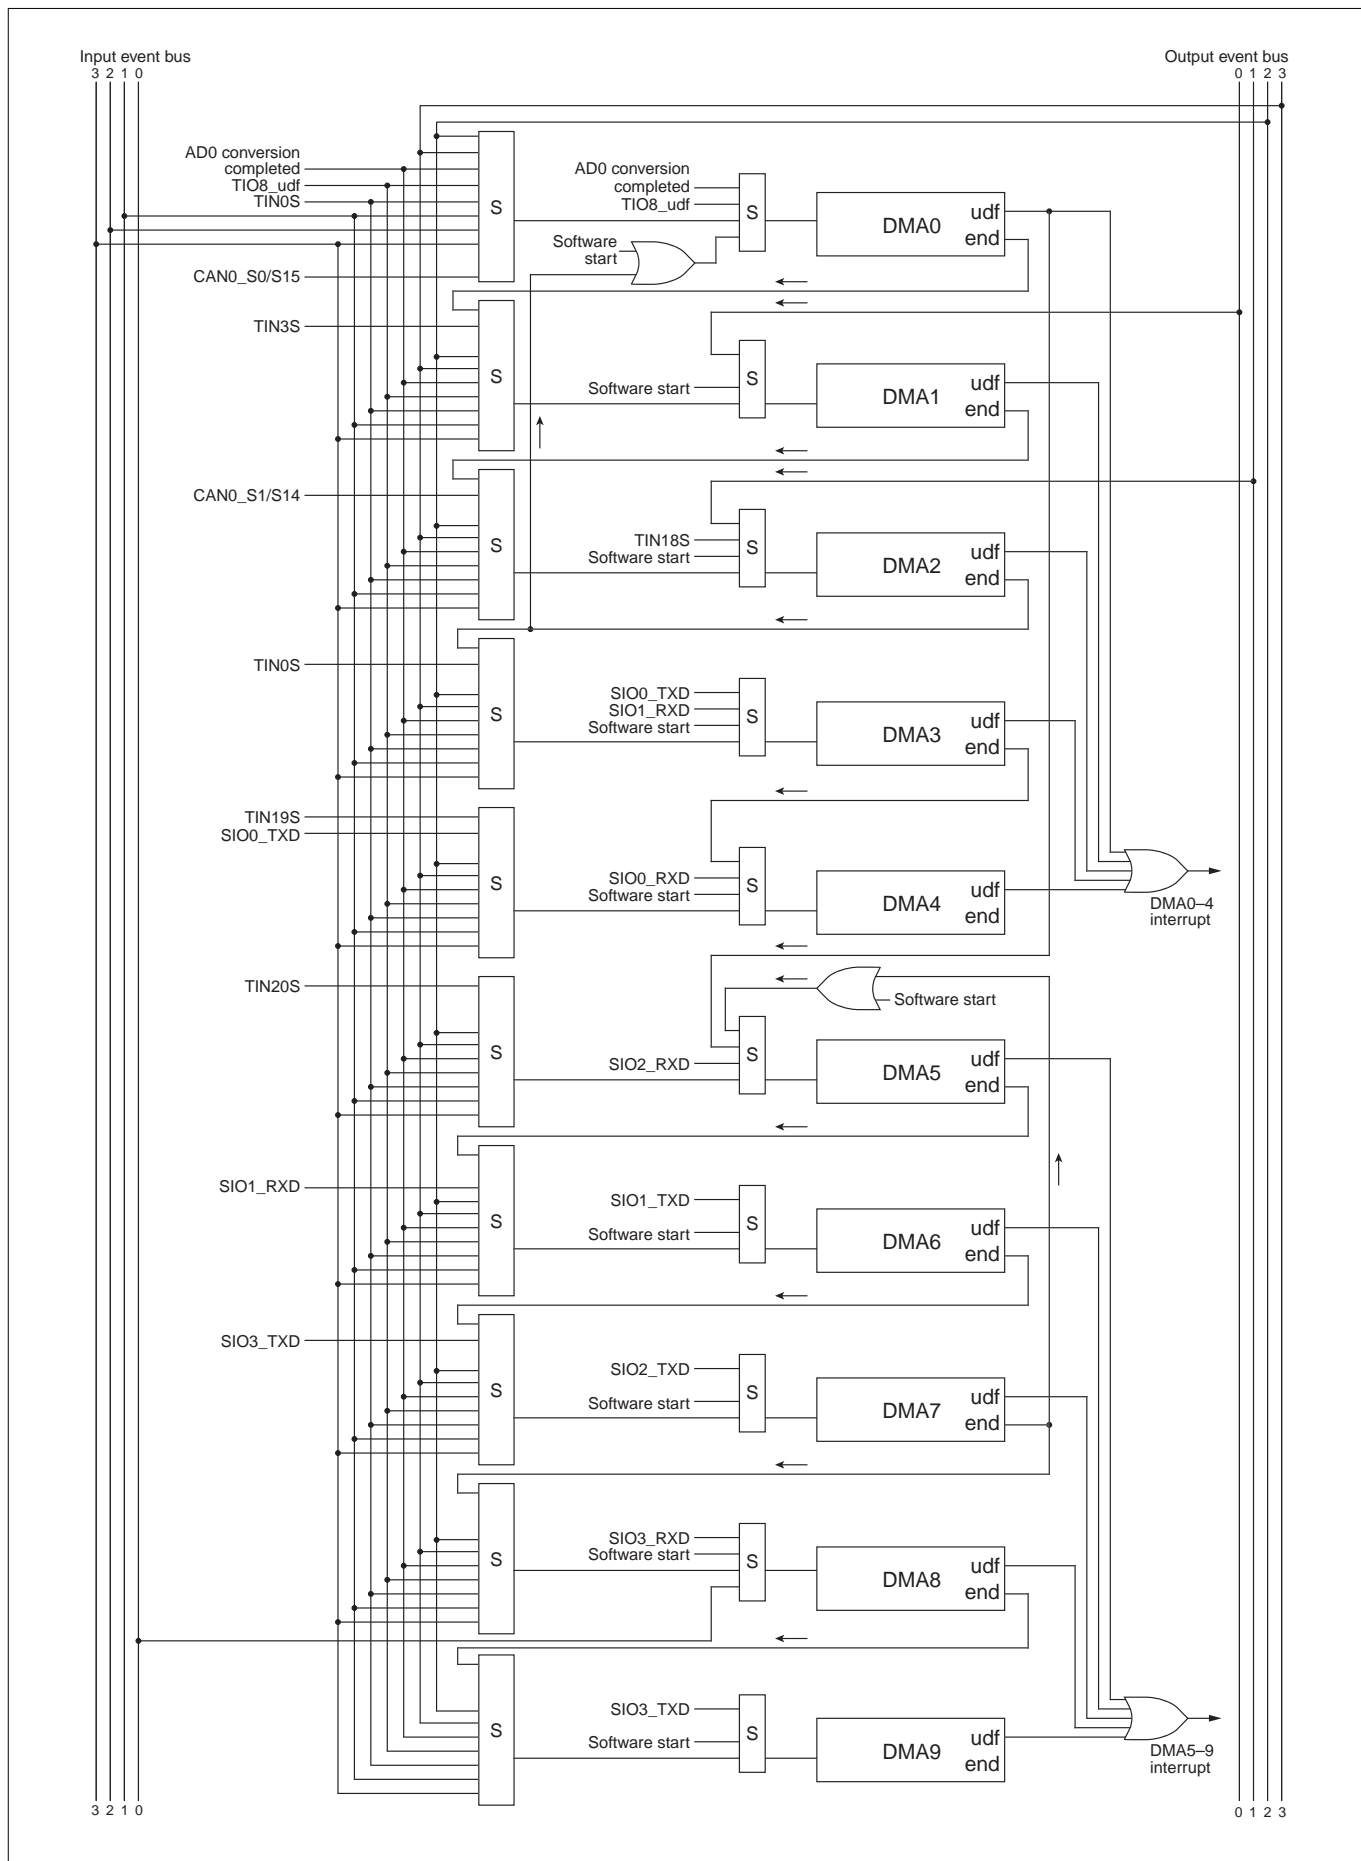 Input event bus
3 2 1 0
Output event bus
0 1 2 3
AD0 conversion
completed
TIO8_udf
TIN0S
S
CAN0_S0/S15
AD0 conversion
completed
TIO8_udf
S
Software
start
DMA0
udf
end
TIN3S
S
Software start
S
DMA1
udf
end
CAN0_S1/S14
S
TIN18S
Software start
S
DMA2
udf
end
TIN0S
S
SIO0_TXD
SIO1_RXD
Software start
S
DMA3
udf
end
TIN19S
SIO0_TXD
S
SIO0_RXD
Software start
S
DMA4
udf
end
DMA0–4
interrupt
TIN20S
S
Software start
SIO2_RXD
S
DMA5
udf
end
SIO1_RXD
S
SIO1_TXD
Software start
S
DMA6
udf
end
SIO3_TXD
S
SIO2_TXD
Software start
S
DMA7
udf
end
S
SIO3_RXD
Software start
S
DMA8
udf
end
S
SIO3_TXD
Software start
S
DMA9
udf
end
DMA5–9
interrupt
3 2 1 0
0 1 2 3